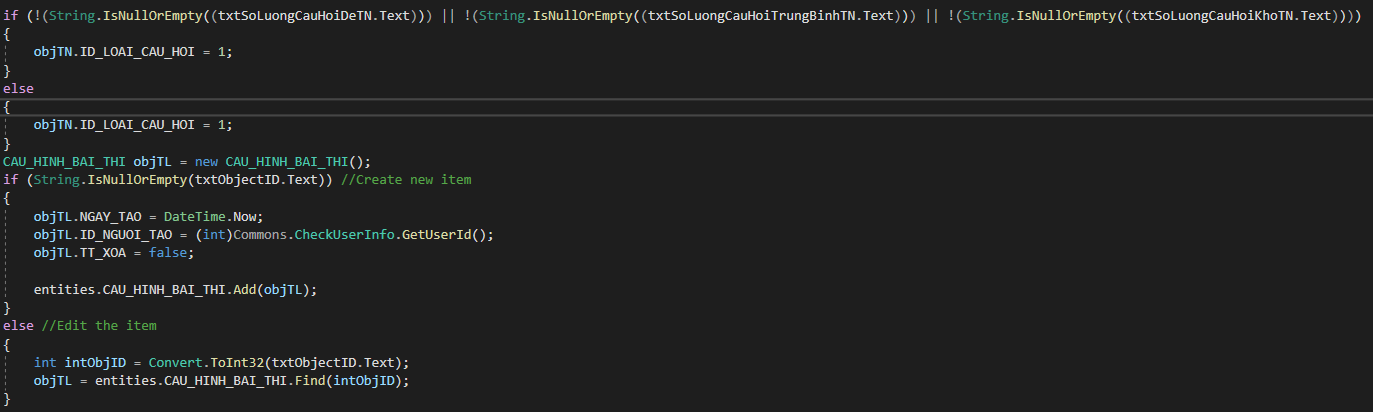 if (!(String.IsNullOrEmpty((txtSoLuongCauHoiDeTN.Text))) || !(String.IsNullOrEmpty((txtSoLuongCauHoiTrungBinhTN.Text))) || !(String.IsNullOrEmpty((txtSoLuongCauHoiKhoTN.Text))))
{
    objTN.ID_LOAI_CAU_HOI = 1;
}
else
{
    objTN.ID_LOAI_CAU_HOI = 1;
}
CAU_HINH_BAI_THI objTL = new CAU_HINH_BAI_THI();
if (String.IsNullOrEmpty(txtObjectID.Text)) //Create new item
{
    objTL.NGAY_TAO = DateTime.Now;
    objTL.ID_NGUOI_TAO = (int)Commons.CheckUserInfo.GetUserId();
    objTL.TT_XOA = false;

    entities.CAU_HINH_BAI_THI.Add(objTL);
}
else //Edit the item
{
    int intObjID = Convert.ToInt32(txtObjectID.Text);
    objTL = entities.CAU_HINH_BAI_THI.Find(intObjID);
}